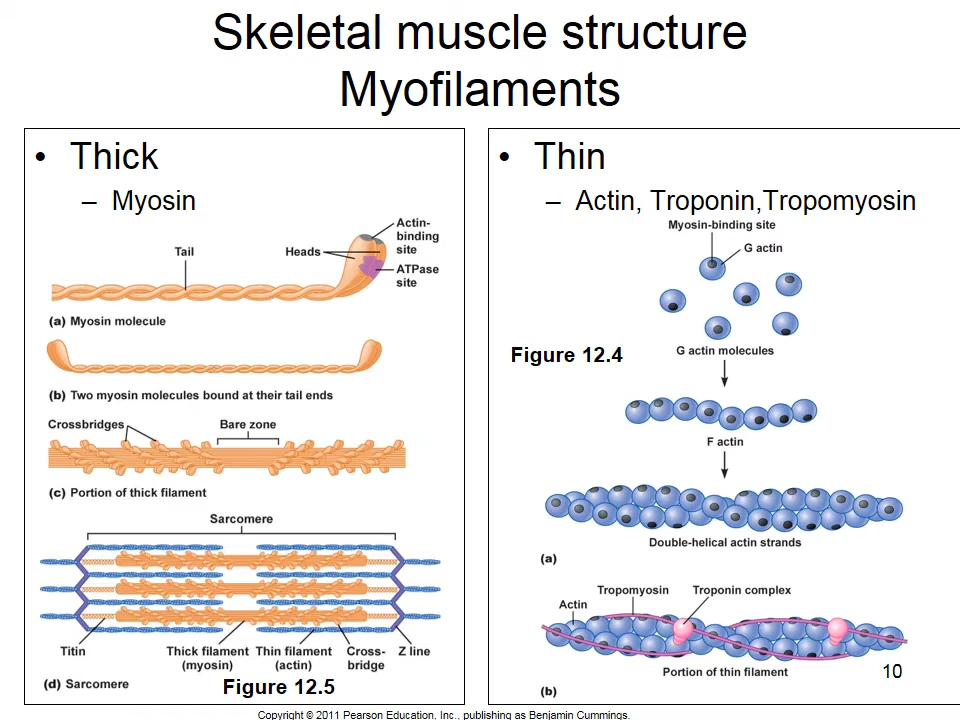 Skeletal muscle structure
Myofilaments
• Thick
– Myosin
Actin-
binding
site
Tail
Heads
ATPase
site
(a) Myosin molecule
(b) Two myosin molecules bound at their tail ends
Crossbridges
Bare zone
(c) Portion of thick filament
Sarcomere
Titin
Thick filament
(myosin)
Thin filament
(actin)
Cross-
bridge
Z line
(d) Sarcomere
Figure 12.5
• Thin
– Actin, Troponin,Tropomyosin
Myosin-binding site
G actin
Figure 12.4
G actin molecules
F actin
Double-helical actin strands
(a)
Tropomyosin
Troponin complex
Actin
Portion of thin filament
10
(b)
Copyright © 2011 Pearson Education, Inc., publishing as Benjamin Cummings.